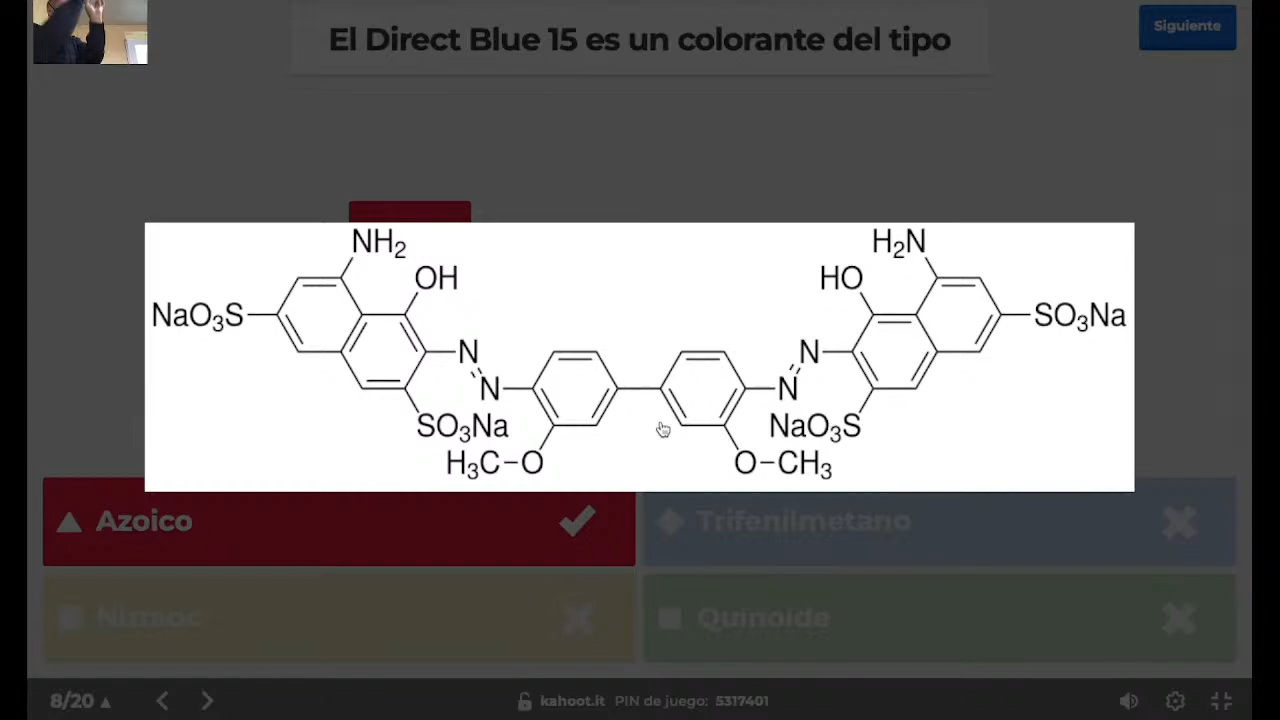 El Direct Blue 15 es un colorante del tipo
Siguiente
NH2
H2N
OH
HO
NaO3S
SO3Na
N
N
N
N
SO3Na
NaO3S
H3C-O
O-CH3
Azoico
Trifenilmetano
Quinoide
8/20
kahoot.it PIN de juego: 5317401